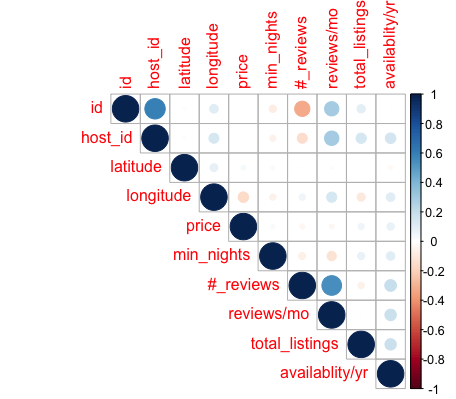 id
host_id
latitude
longitude
price
min_nights
#_reviews
reviews/mo
total_listings
availablity/yr
id
host_id
latitude
longitude
price
min_nights
#_reviews
reviews/mo
total_listings
availablity/yr
1
0.8
0.6
0.4
0.2
0
-0.2
-0.4
-0.6
-0.8
-1